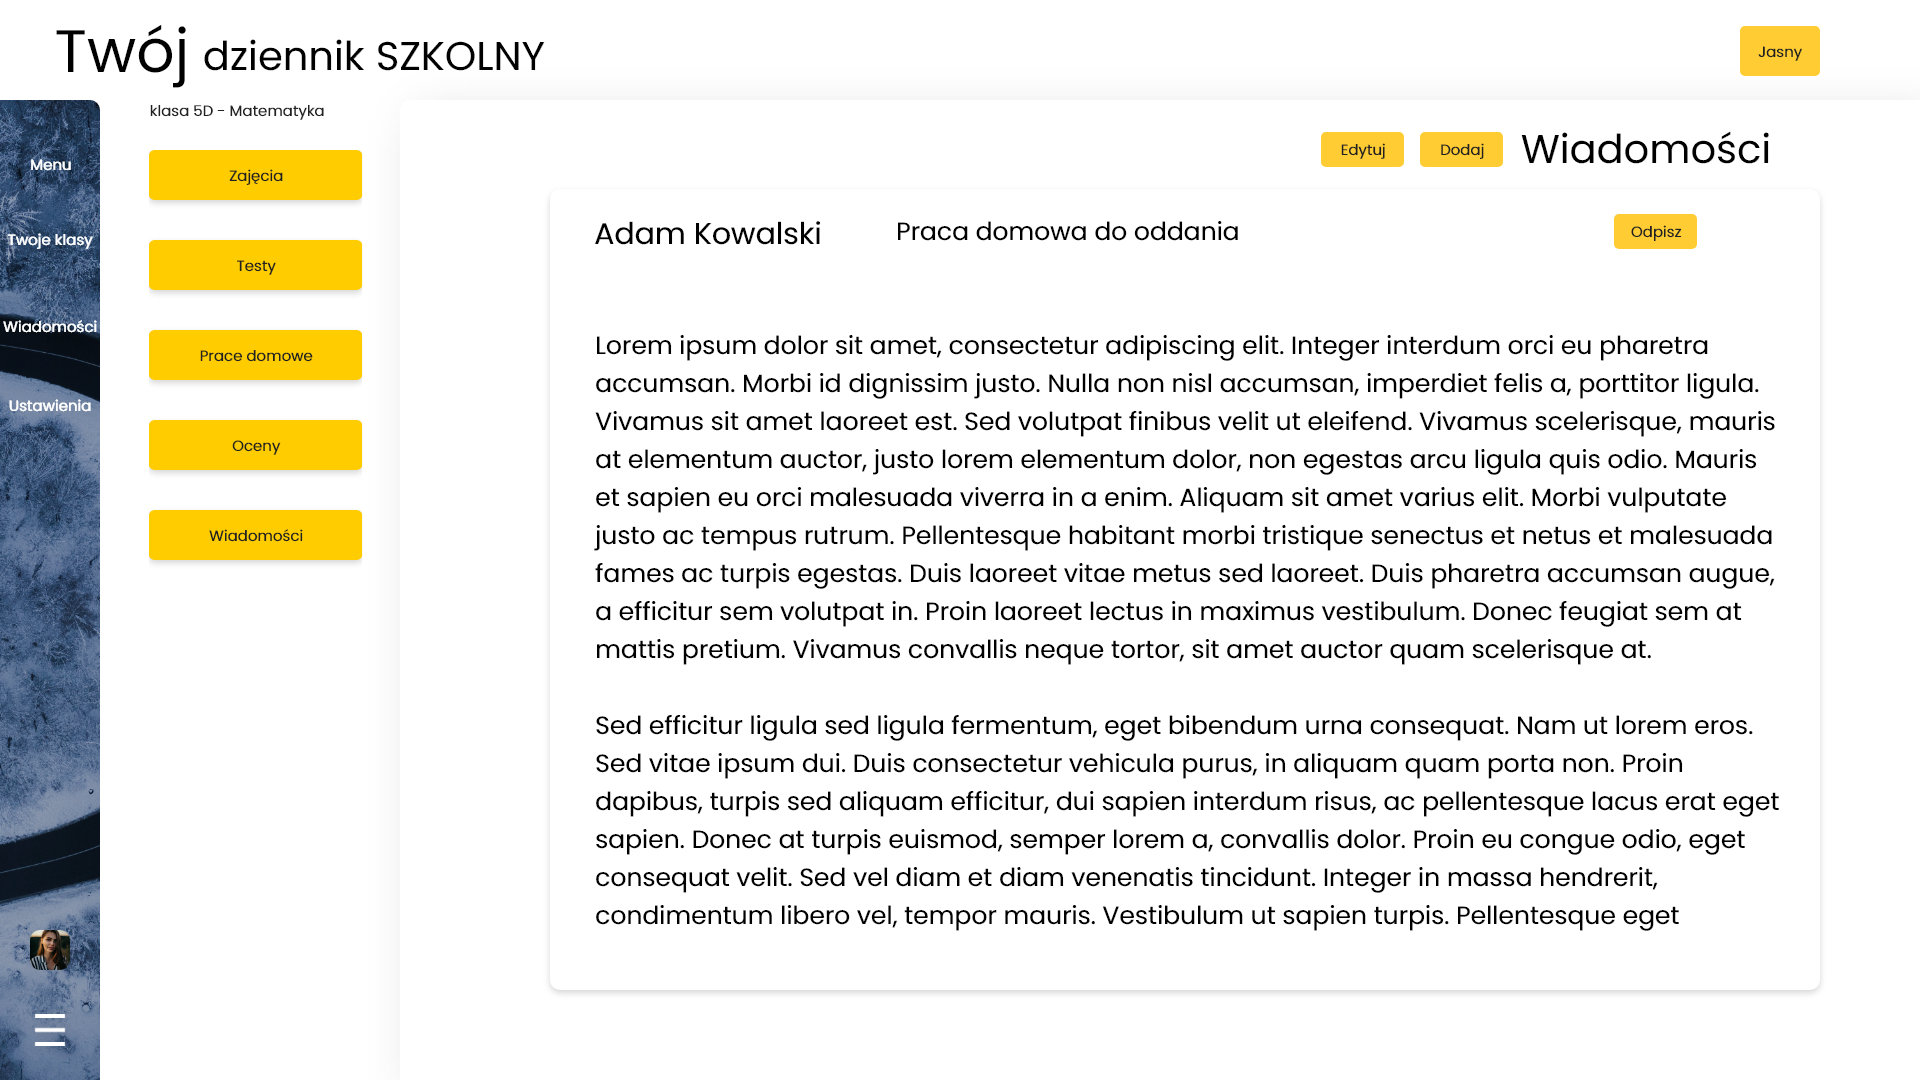 Twój dziennik SZKOLNY
Jasny
Menu
Twoje klasy
Wiadomości
Ustawienia
klasa 5D - Matematyka
Zajęcia
Testy
Prace domowe
Oceny
Wiadomości
Edytuj
Dodaj
Wiadomości
Adam Kowalski
Praca domowa do oddania
Odpisz
Lorem ipsum dolor sit amet, consectetur adipiscing elit. Integer interdum orci eu pharetra
accumsan. Morbi id dignissim justo. Nulla non nisl accumsan, imperdiet felis a, porttitor ligula.
Vivamus sit amet laoreet est. Sed volutpat finibus velit ut eleifend. Vivamus scelerisque, mauris
at elementum auctor, justo lorem elementum dolor, non egestas arcu ligula quis odio. Mauris
et sapien eu orci malesuada viverra in a enim. Aliquam sit amet varius elit. Morbi vulputate
justo ac tempus rutrum. Pellentesque habitant morbi tristique senectus et netus et malesuada
fames ac turpis egestas. Duis laoreet vitae metus sed laoreet. Duis pharetra accumsan augue,
a efficitur sem volutpat in. Proin laoreet lectus in maximus vestibulum. Donec feugiat sem at
mattis pretium. Vivamus convallis neque tortor, sit amet auctor quam scelerisque at.
Sed efficitur ligula sed ligula fermentum, eget bibendum urna consequat. Nam ut lorem eros.
Sed vitae ipsum dui. Duis consectetur vehicula purus, in aliquam quam porta non. Proin
dapibus, turpis sed aliquam efficitur, dui sapien interdum risus, ac pellentesque lacus erat eget
sapien. Donec at turpis euismod, semper lorem a, convallis dolor. Proin eu congue odio, eget
consequat velit. Sed vel diam et diam venenatis tincidunt. Integer in massa hendrerit,
condimentum libero vel, tempor mauris. Vestibulum ut sapien turpis. Pellentesque eget